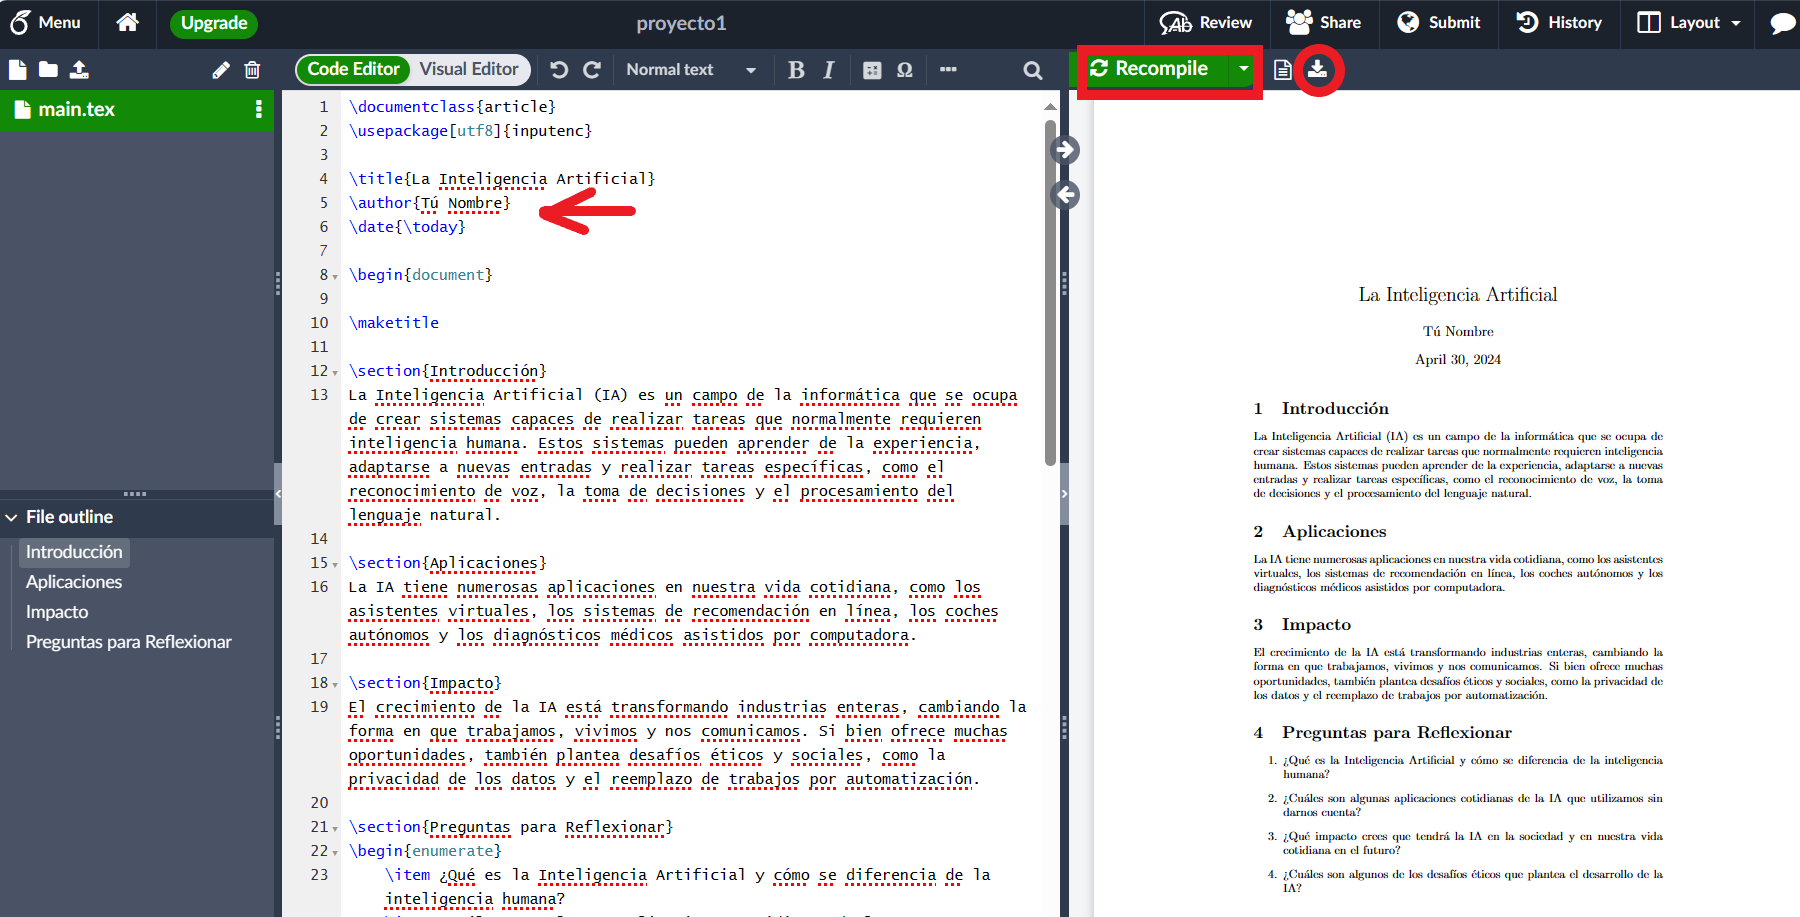 Menu
Upgrade
proyecto1
Review
Share
Submit
History
Layout
Code Editor
Visual Editor
Normal text
B I
Ω
Recompile
main.tex
File outline
Introducción
Aplicaciones
Impacto
Preguntas para Reflexionar
1 \documentclass{article}
2 \usepackage[utf8]{inputenc}
3
4 \title{La Inteligencia Artificial}
5 \author{Tú Nombre}
6 \date{\today}
7
8 \begin{document}
9
10 \maketitle
11
12 \section{Introducción}
13 La Inteligencia Artificial (IA) es un campo de la informática que se ocupa
de crear sistemas capaces de realizar tareas que normalmente requieren
inteligencia humana. Estos sistemas pueden aprender de la experiencia,
adaptarse a nuevas entradas y realizar tareas específicas, como el
reconocimiento de voz, la toma de decisiones y el procesamiento del
lenguaje natural.
14
15 \section{Aplicaciones}
16 La IA tiene numerosas aplicaciones en nuestra vida cotidiana, como los
asistentes virtuales, los sistemas de recomendación en línea, los coches
autónomos y los diagnósticos médicos asistidos por computadora.
17
18 \section{Impacto}
19 El crecimiento de la IA está transformando industrias enteras, cambiando la
forma en que trabajamos, vivimos y nos comunicamos. Si bien ofrece muchas
oportunidades, también plantea desafíos éticos y sociales, como la
privacidad de los datos y el reemplazo de trabajos por automatización.
20
21 \section{Preguntas para Reflexionar}
22 \begin{enumerate}
23 \item ¿Qué es la Inteligencia Artificial y cómo se diferencia de la
inteligencia humana?
La Inteligencia Artificial
Tú Nombre
April 30, 2024
1 Introducción
La Inteligencia Artificial (IA) es un campo de la informática que se ocupa de
crear sistemas capaces de realizar tareas que normalmente requieren inteligencia
humana. Estos sistemas pueden aprender de la experiencia, adaptarse a nuevas
entradas y realizar tareas específicas, como el reconocimiento de voz, la toma
de decisiones y el procesamiento del lenguaje natural.
2 Aplicaciones
La IA tiene numerosas aplicaciones en nuestra vida cotidiana, como los asistentes
virtuales, los sistemas de recomendación en línea, los coches autónomos y los
diagnósticos médicos asistidos por computadora.
3 Impacto
El crecimiento de la IA está transformando industrias enteras, cambiando la
forma en que trabajamos, vivimos y nos comunicamos. Si bien ofrece muchas
oportunidades, también plantea desafíos éticos y sociales, como la privacidad de
los datos y el reemplazo de trabajos por automatización.
4 Preguntas para Reflexionar
1. ¿Qué es la Inteligencia Artificial y cómo se diferencia de la inteligencia
humana?
2. ¿Cuáles son algunas aplicaciones cotidianas de la IA que utilizamos sin
darnos cuenta?
3. ¿Qué impacto crees que tendrá la IA en la sociedad y en nuestra vida
cotidiana en el futuro?
4. ¿Cuáles son algunos de los desafíos éticos que plantea el desarrollo de la
IA?